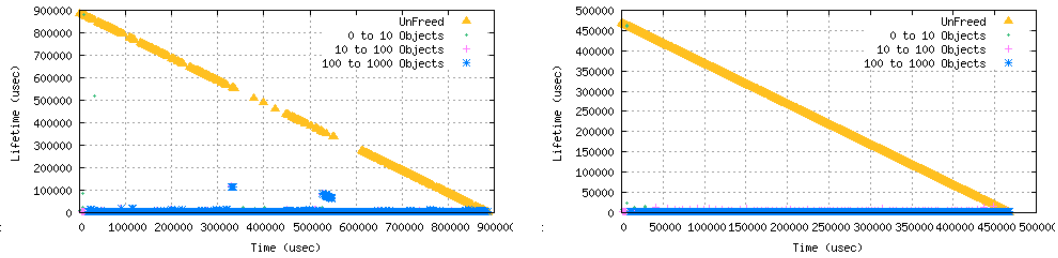 900000
800000
700000
600000
500000
400000
300000
200000
100000
0
Lifetime (usec)
UnFreed
0 to 10 Objects
10 to 100 Objects
100 to 1000 Objects
0 100000 200000 300000 400000 500000 600000 700000 800000 90000
Time (usec)
:
500000
450000
400000
350000
300000
250000
200000
150000
100000
50000
0
Lifetime (usec)
UnFreed
0 to 10 Objects
10 to 100 Objects
100 to 1000 Objects
0 50000 100000 150000 200000 250000 300000 350000 400000 450000 500000
Time (usec)
: